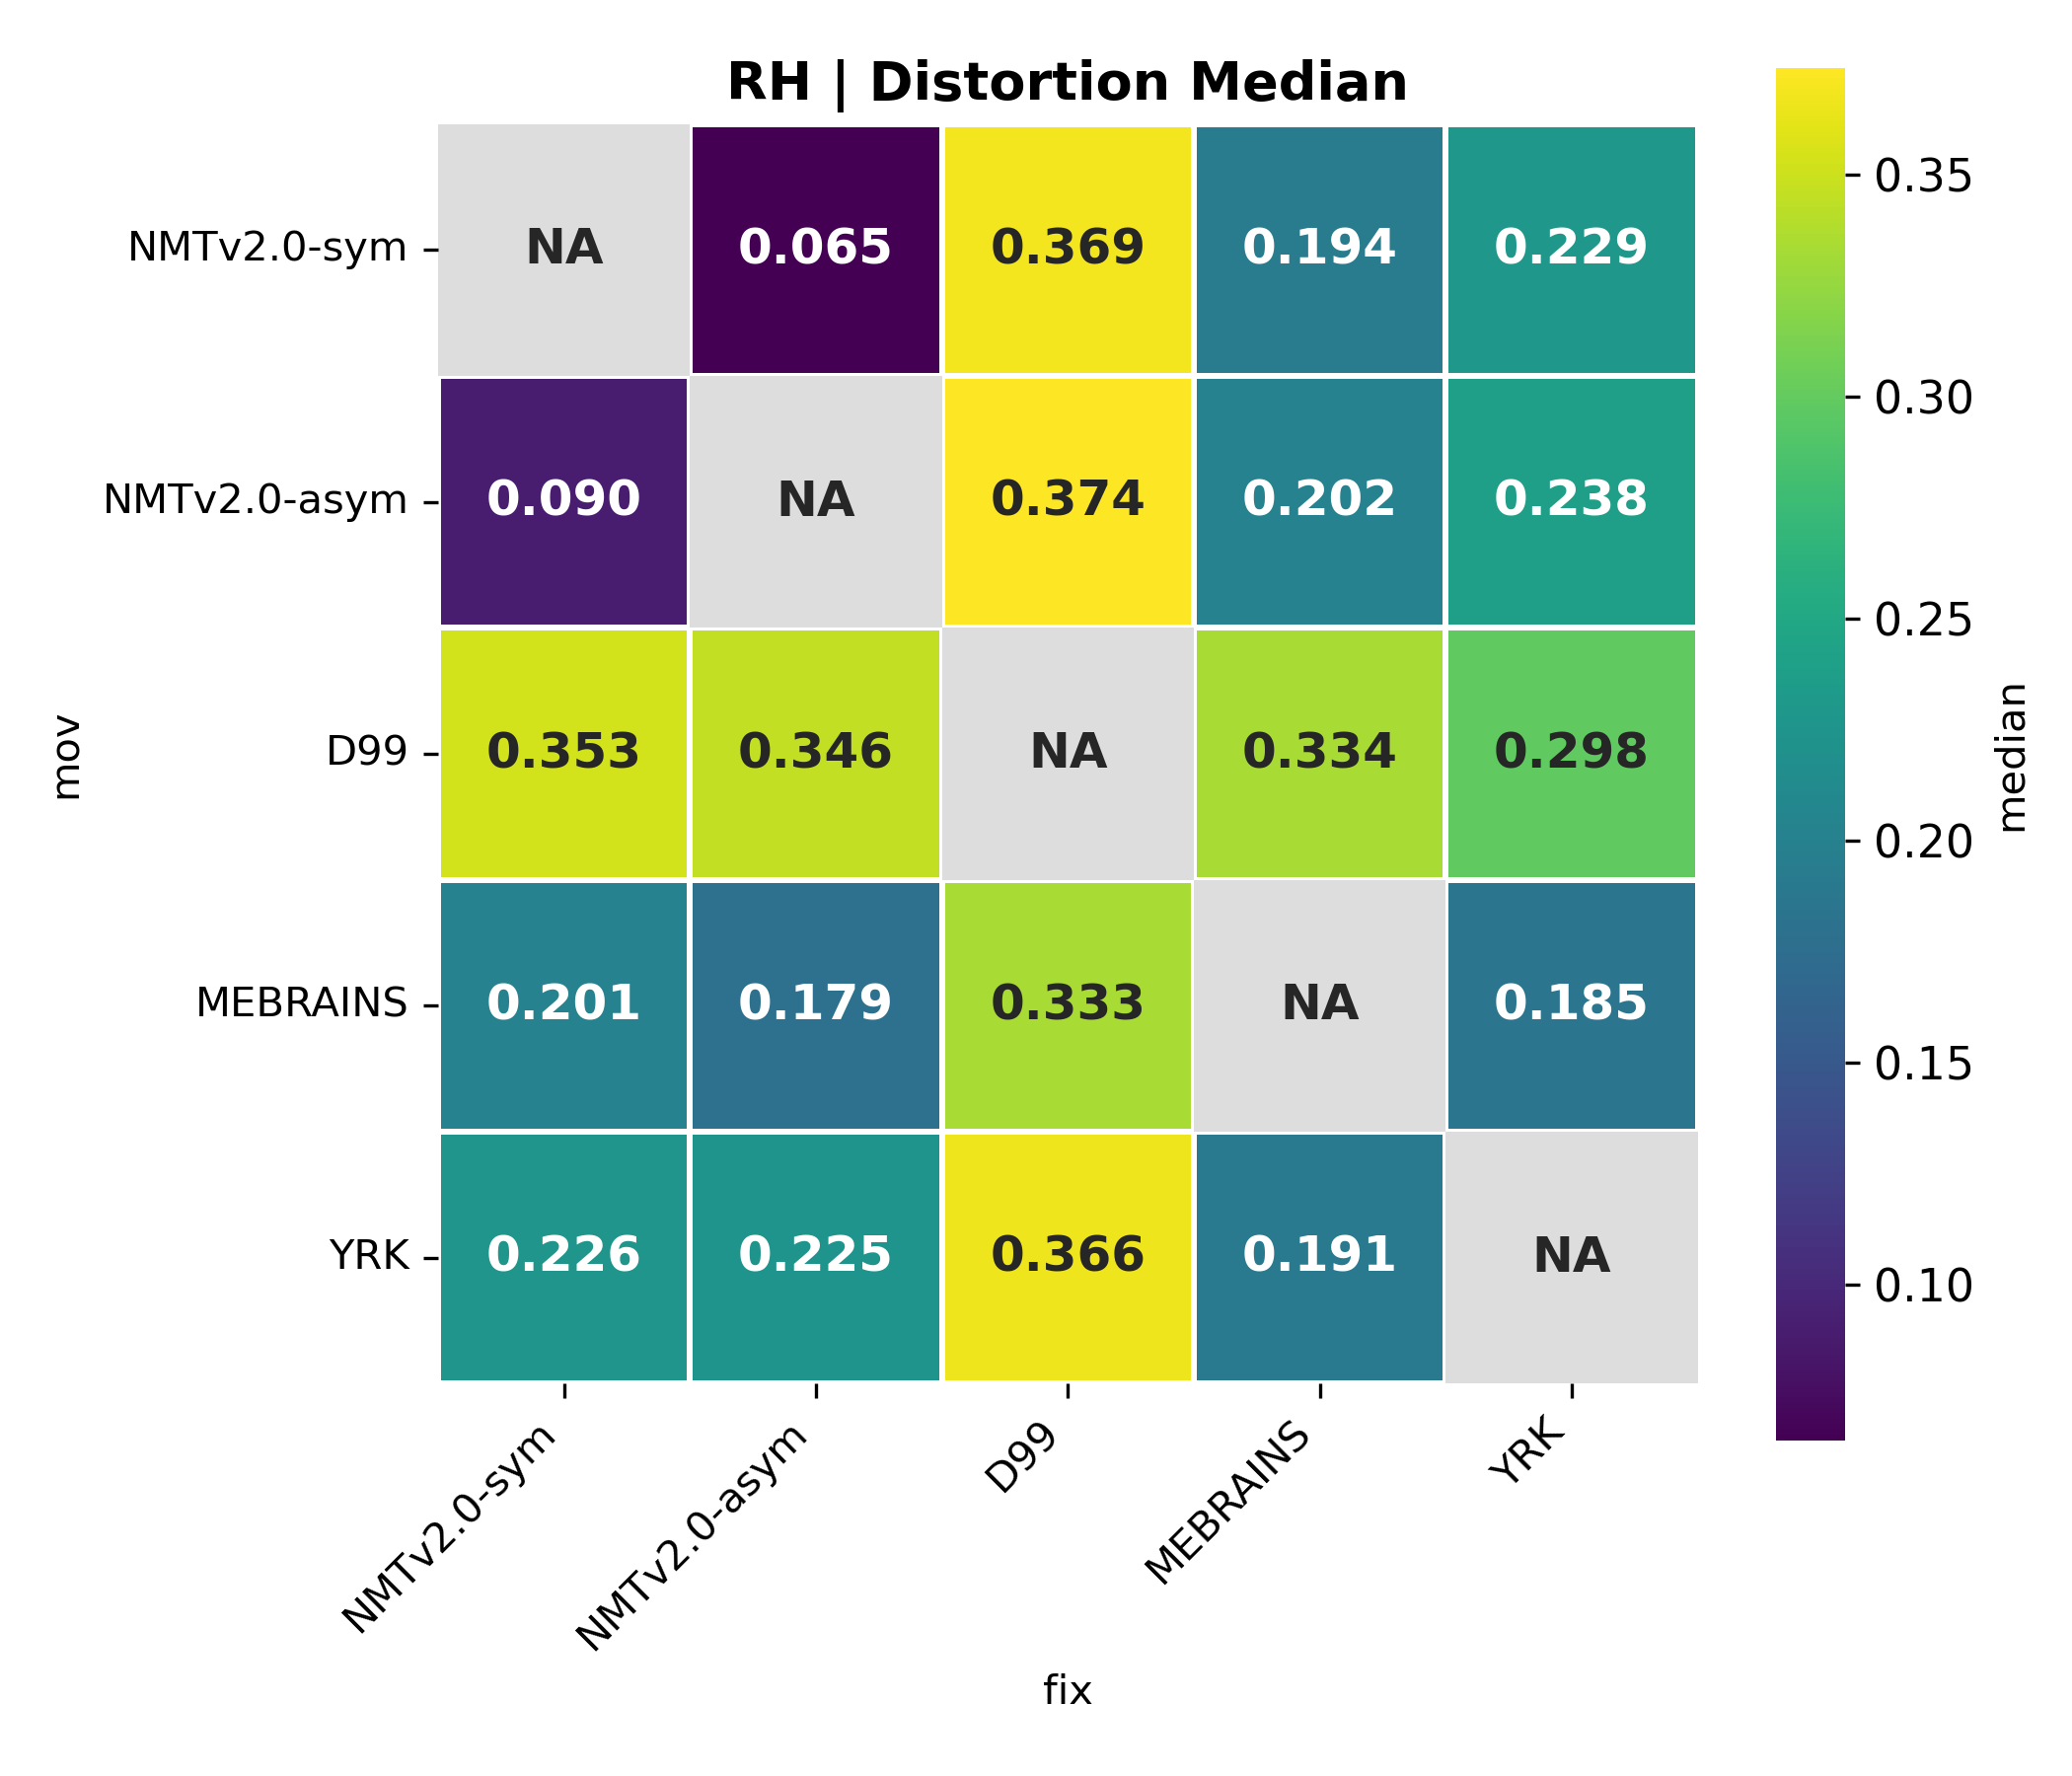 RH | Distortion Median
NMTv2.0-sym NA 0.065 0.369 0.194 0.229
NMTv2.0-asym 0.090 NA 0.374 0.202 0.238
D99 0.353 0.346 NA 0.334 0.298
MEBRAINS 0.201 0.179 0.333 NA 0.185
YRK 0.226 0.225 0.366 0.191 NA
mov
NMTv2.0-sym NMTv2.0-asym D99 MEBRAINS YRK
fix
0.35
0.30
0.25
0.20
0.15
0.10
median